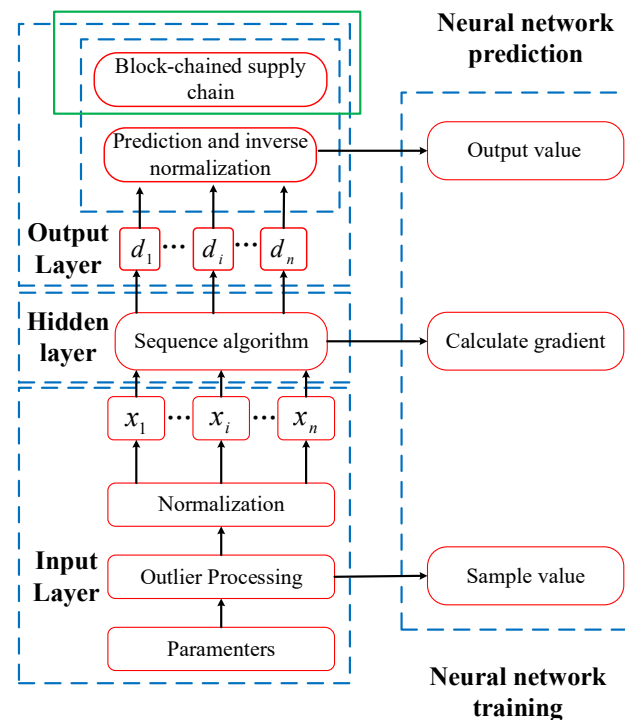 Neural network
prediction
Block-chained supply
chain
Prediction and inverse
normalization
Output value
Output
Layer
d1 ... di ... dn
Hidden
layer
Sequence algorithm
Calculate gradient
x1 ... xi ... xn
Normalization
Input
Layer
Outlier Processing
Sample value
Paramenters
Neural network
training